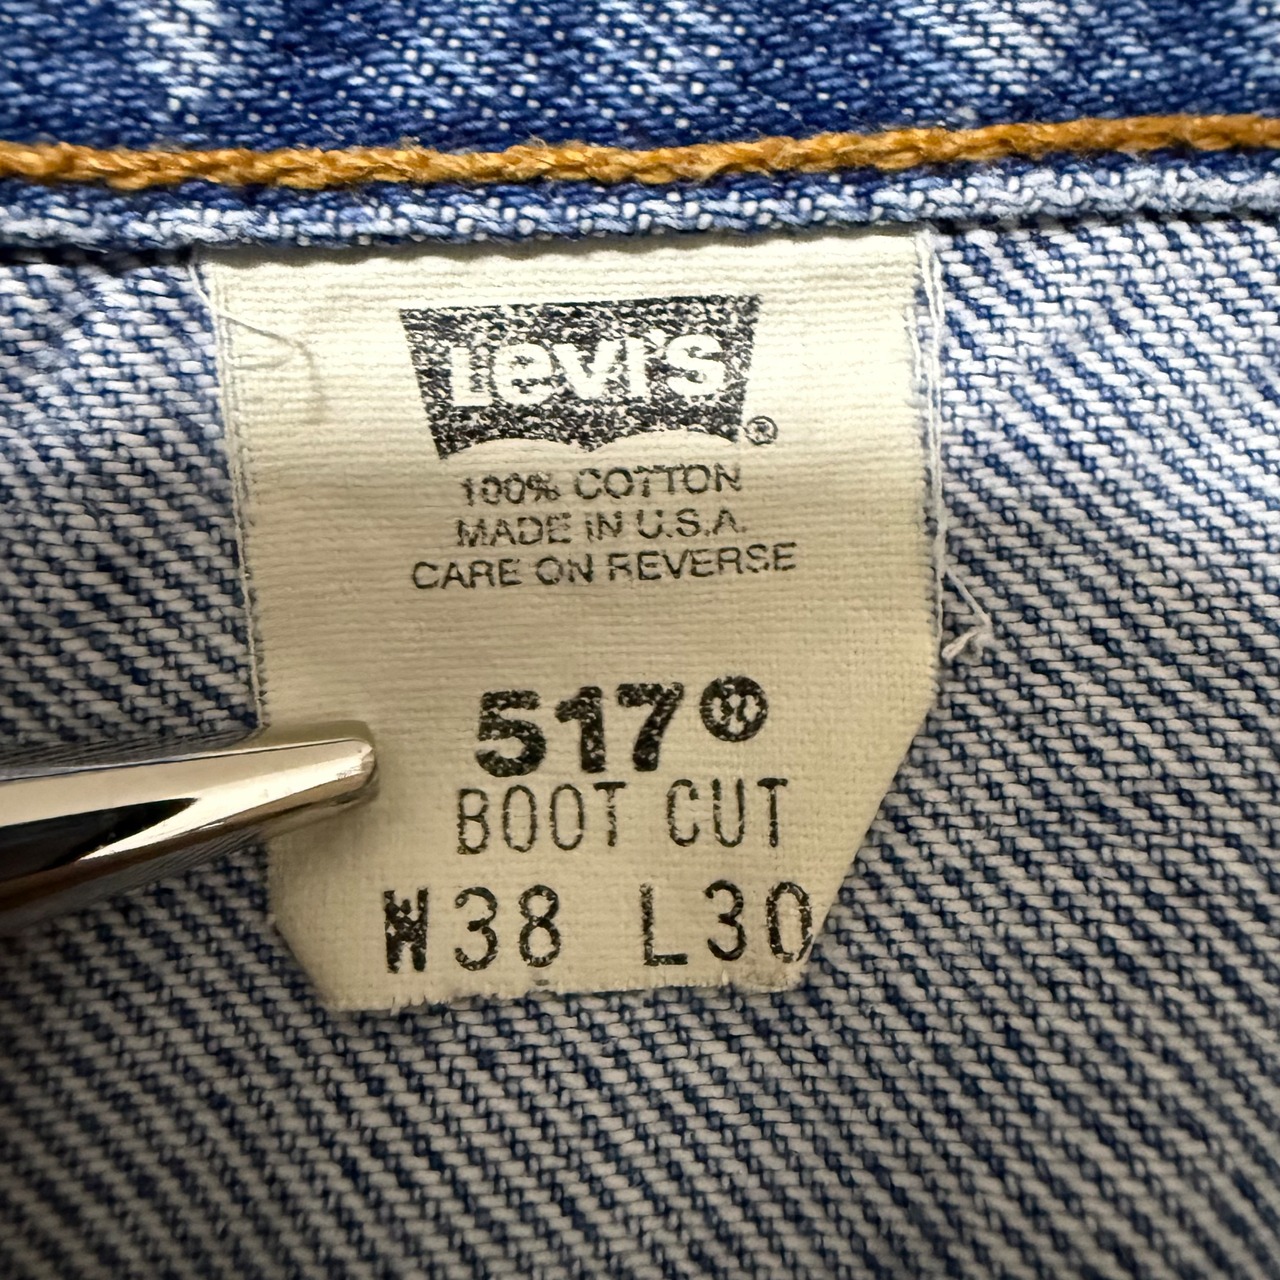 Levi's®
100% COTTON
MADE IN U.S.A.
CARE ON REVERSE
517®
BOOT CUT
W38 L30